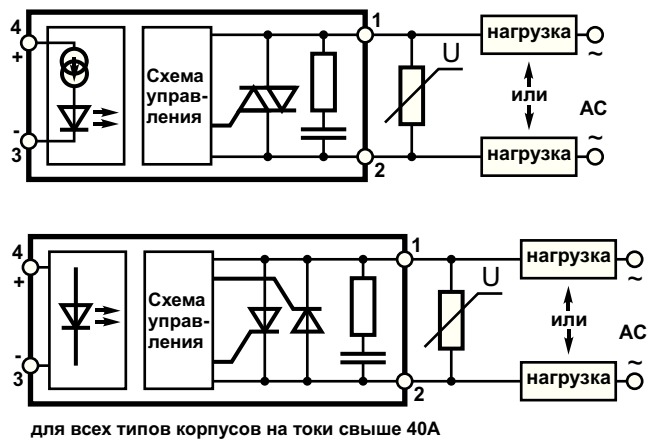 4
+
-
3
Схема
управ-
ления
1
2
U
нагрузка
~
или
AC
~
нагрузка
4
+
-
3
Схема
управ-
ления
1
2
U
нагрузка
~
или
AC
~
нагрузка
для всех типов корпусов на токи свыше 40А